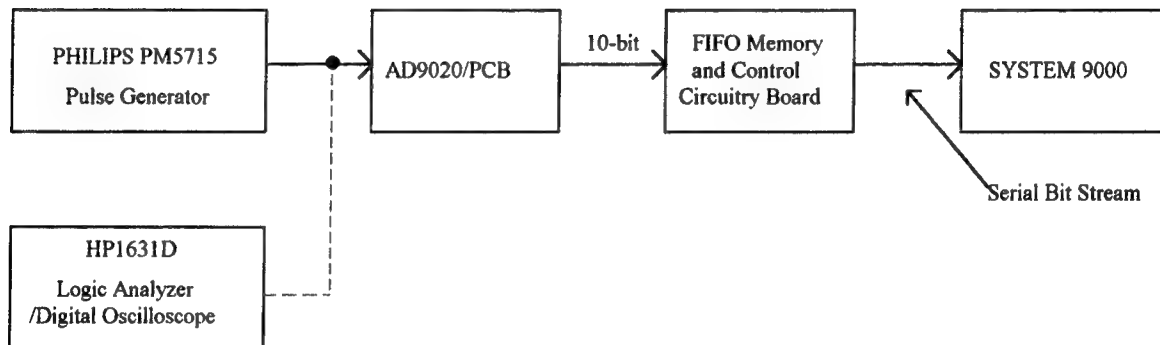 PHILIPS PM5715
Pulse Generator
AD9020/PCB
10-bit
FIFO Memory
and Control
Circuitry Board
SYSTEM 9000
Serial Bit Stream
HP1631D
Logic Analyzer
/Digital Oscilloscope